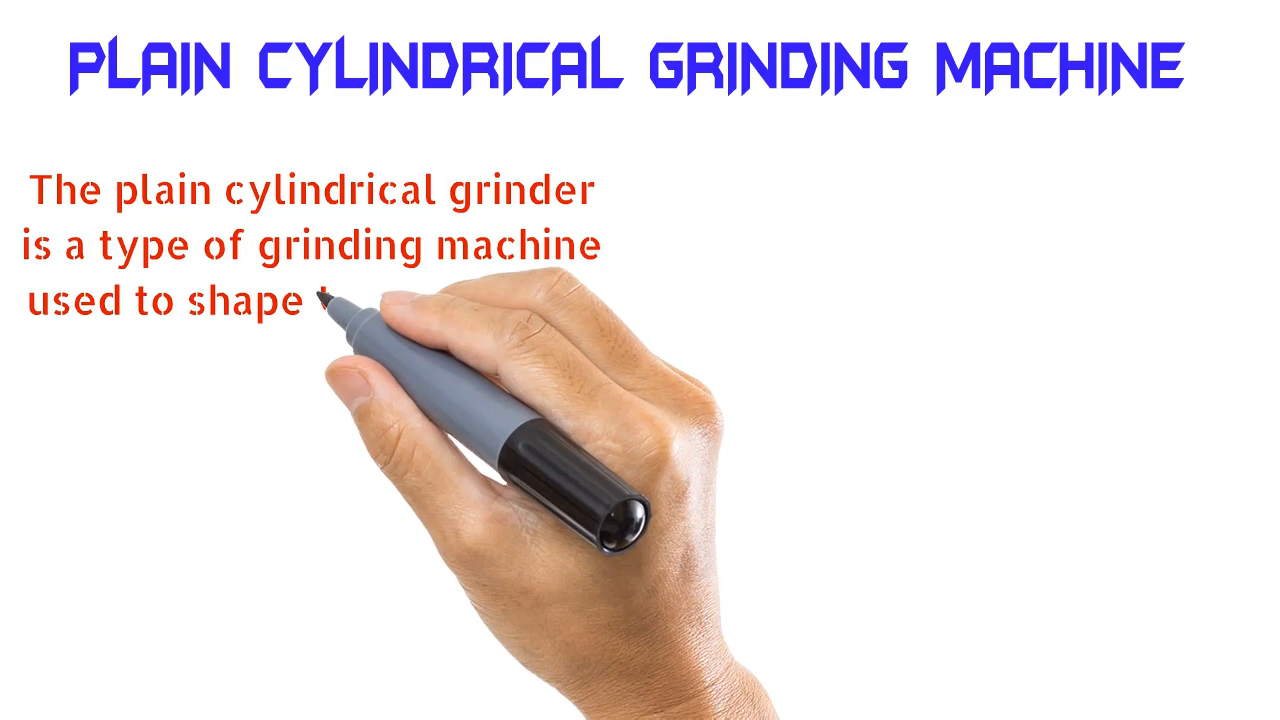 PLAIN CYLINDRICAL GRINDING MACHINE
The plain cylindrical grinder
is a type of grinding machine
used to shape